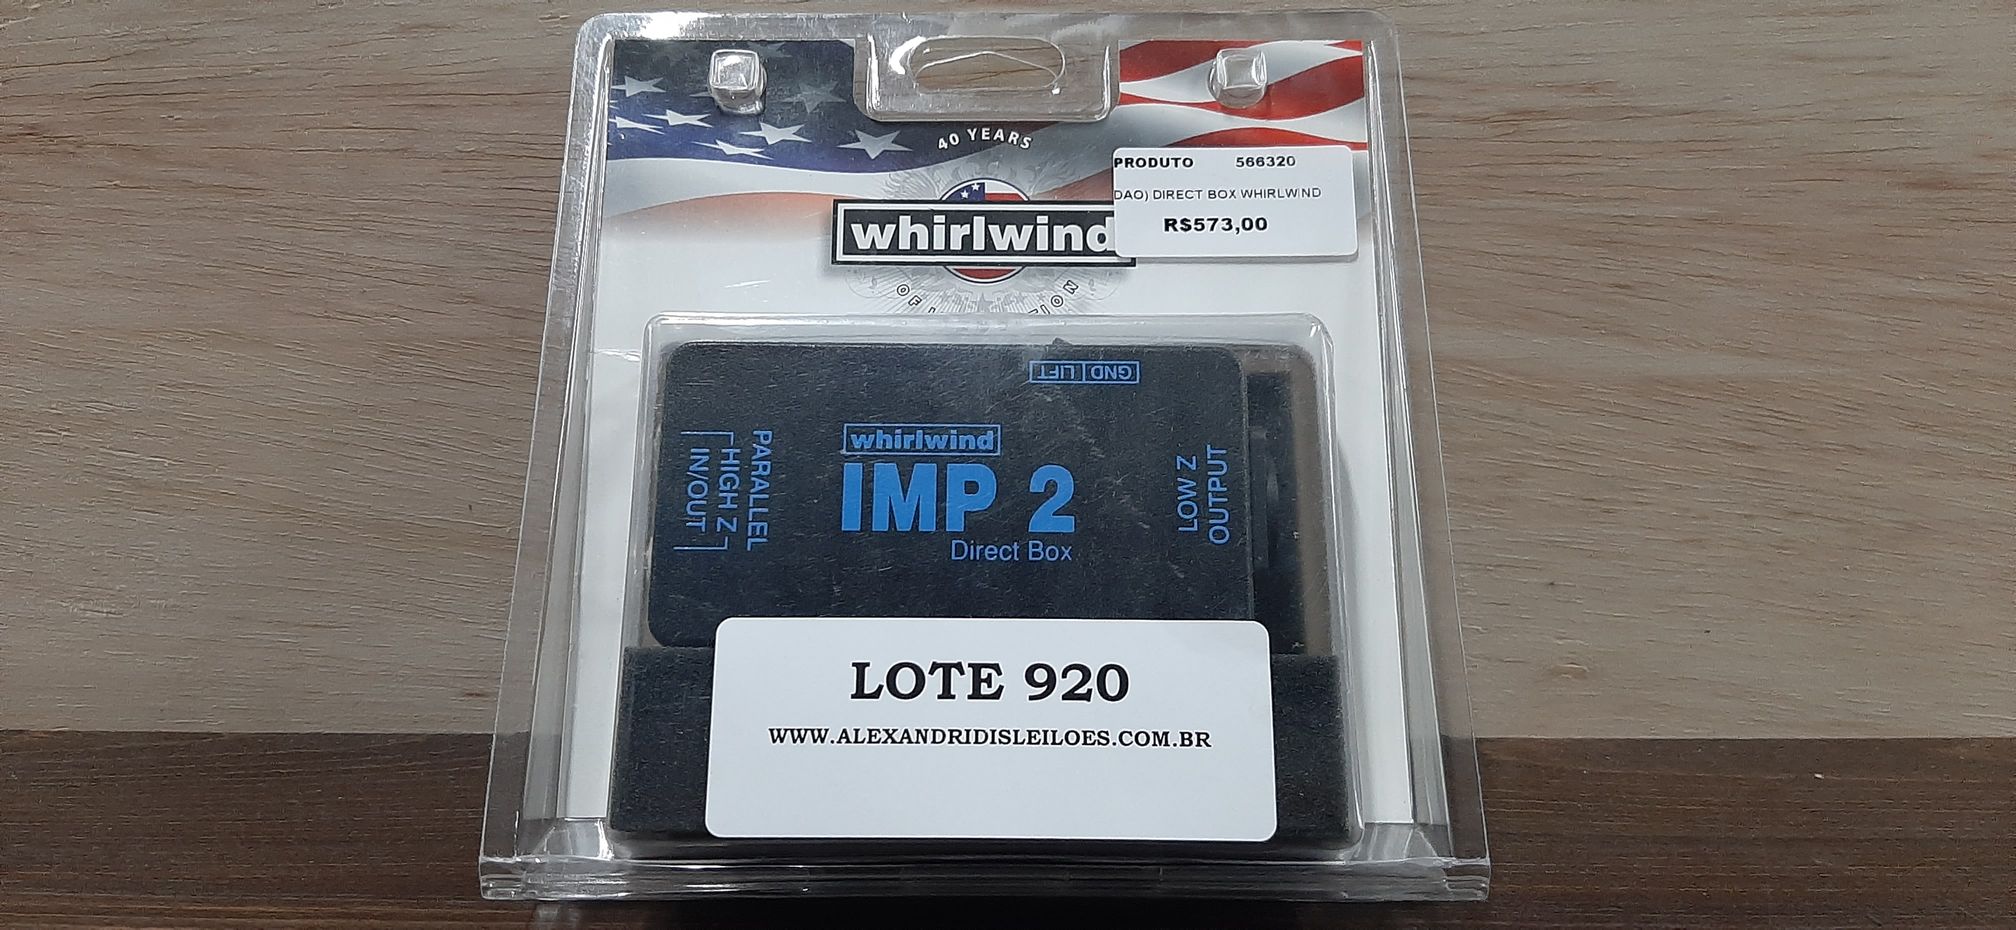 40 YEARS
whirlwind
OF
PRODUTO 566320
DAO) DIRECT BOX WHIRLWIND
R$573,00
GND LIFT
whirlwind
IMP 2
Direct Box
PARALLEL
HIGH Z
IN/OUT
LOW Z
OUTPUT
LOTE 920
WWW.ALEXANDRIDISLEILOES.COM.BR